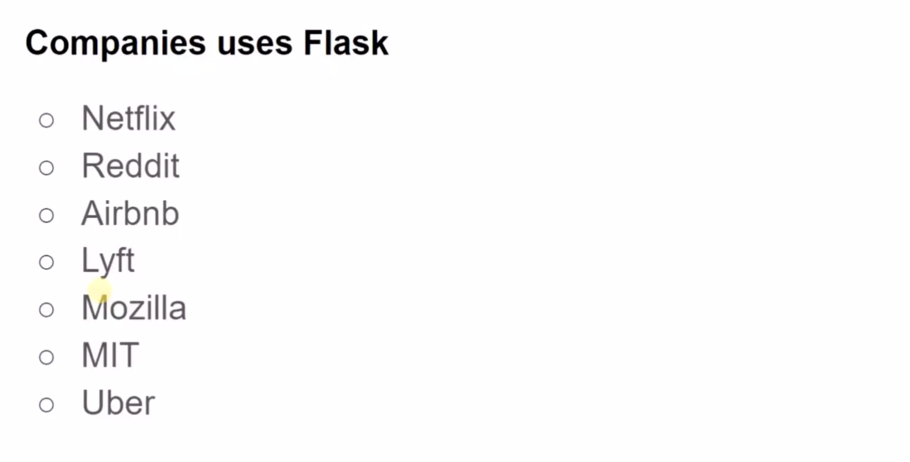 Companies uses Flask
Netflix
Reddit
Airbnb
Lyft
Mozilla
MIT
Uber